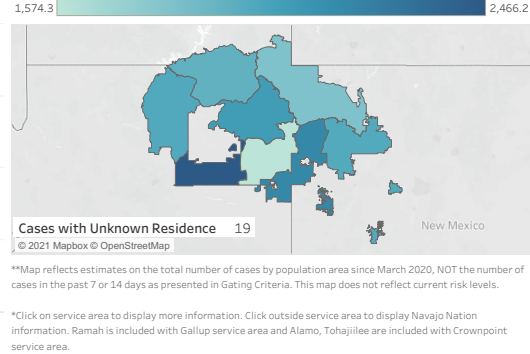 1,574.3 2,466.2
New Mexico
Cases with Unknown Residence 19
© 2021 Mapbox © OpenStreetMap
**Map reflects estimates on the total number of cases by population area since March 2020, NOT the number of
cases in the past 7 or 14 days as presented in Gating Criteria. This map does not reflect current risk levels.
*Click on service area to display more information. Click outside service area to display Navajo Nation
information. Ramah is included with Gallup service area and Alamo, Tohajiilee are included with Crownpoint
service area.